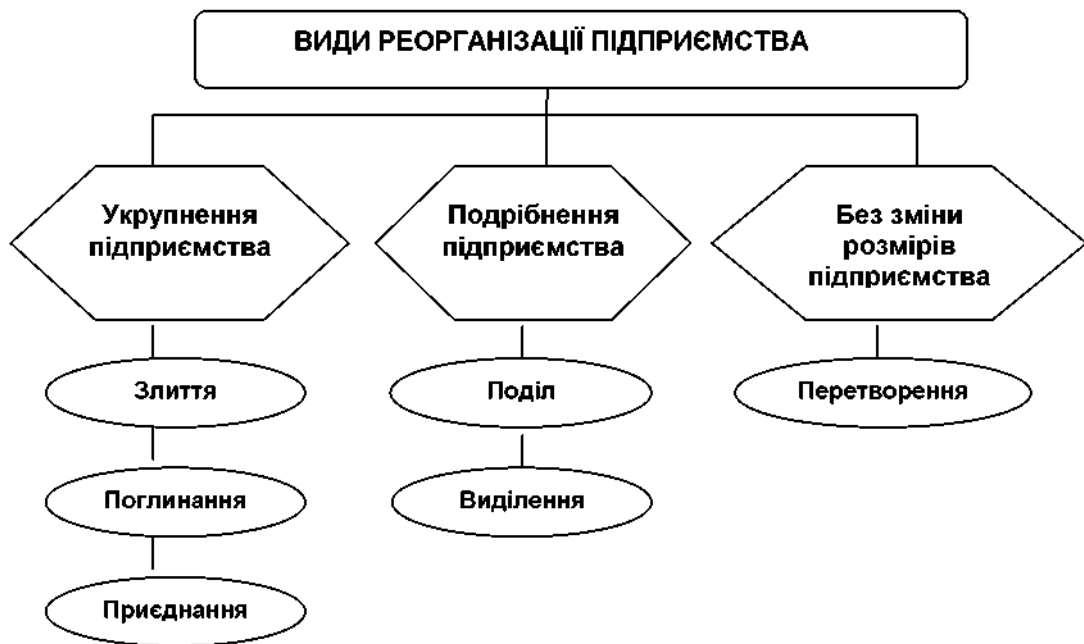 ВИДИ РЕОРГАНІЗАЦІЇ ПІДПРИЄМСТВА
Укрупнення
підприємства
Подрібнення
підприємства
Без зміни
розмірів
підприємства
Злиття
Поділ
Перетворення
Поглинання
Виділення
Приєднання